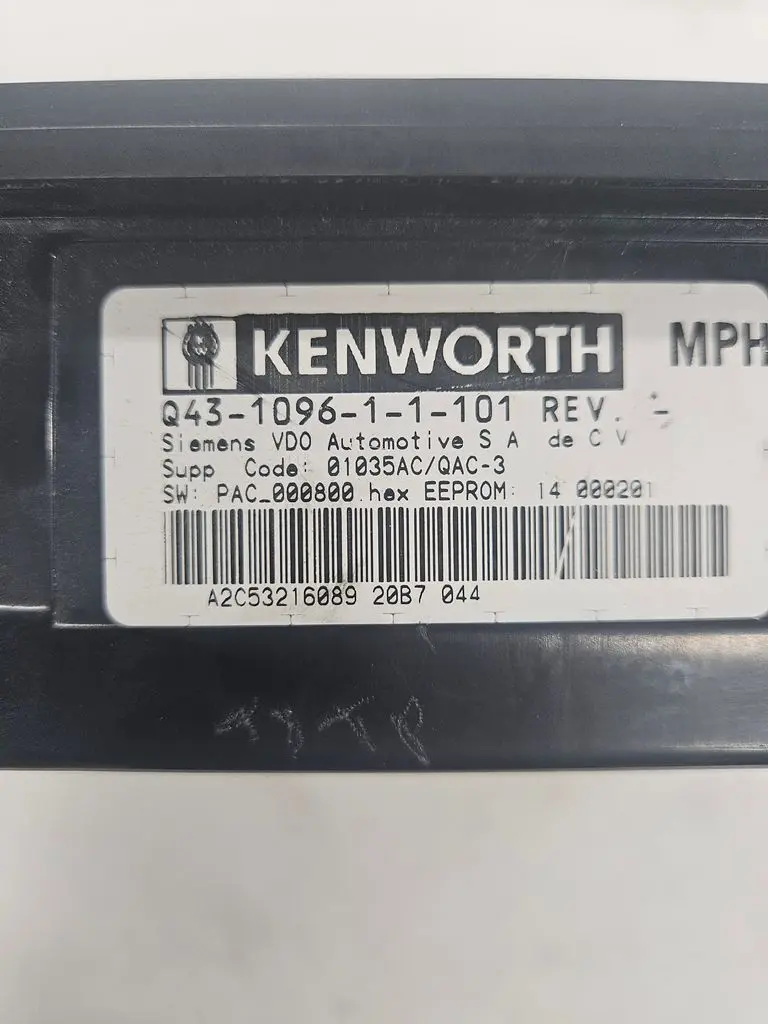 KENWORTH MPH
Q43-1096-1-1-101 REV. -
Siemens VDO Automotive S A de C V
Supp Code: 01035AC/QAC-3
SW: PAC_000800.hex EEPROM: 14 000201
A2C53216089 20B7 044